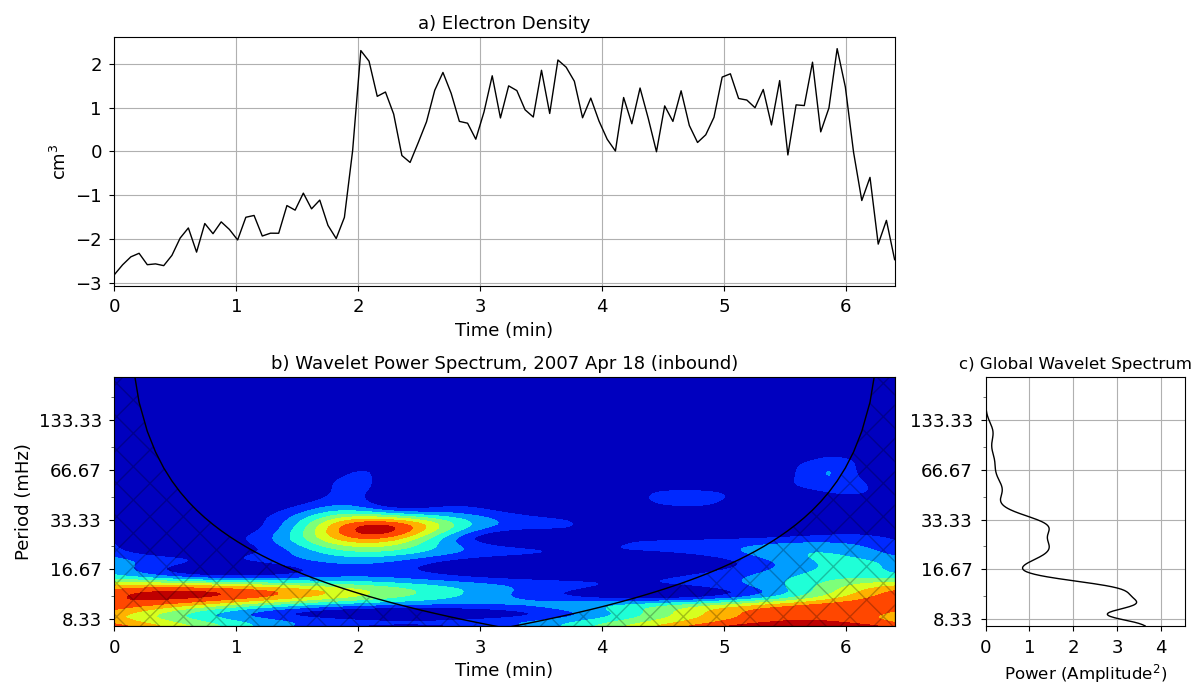 a) Electron Density
cm³
2
1
0
−1
−2
−3
0 1 2 3 4 5 6
Time (min)
b) Wavelet Power Spectrum, 2007 Apr 18 (inbound)
Period (mHz)
133.33
66.67
33.33
16.67
8.33
0 1 2 3 4 5 6
Time (min)
c) Global Wavelet Spectrum
133.33
66.67
33.33
16.67
8.33
0 1 2 3 4
Power (Amplitude²)